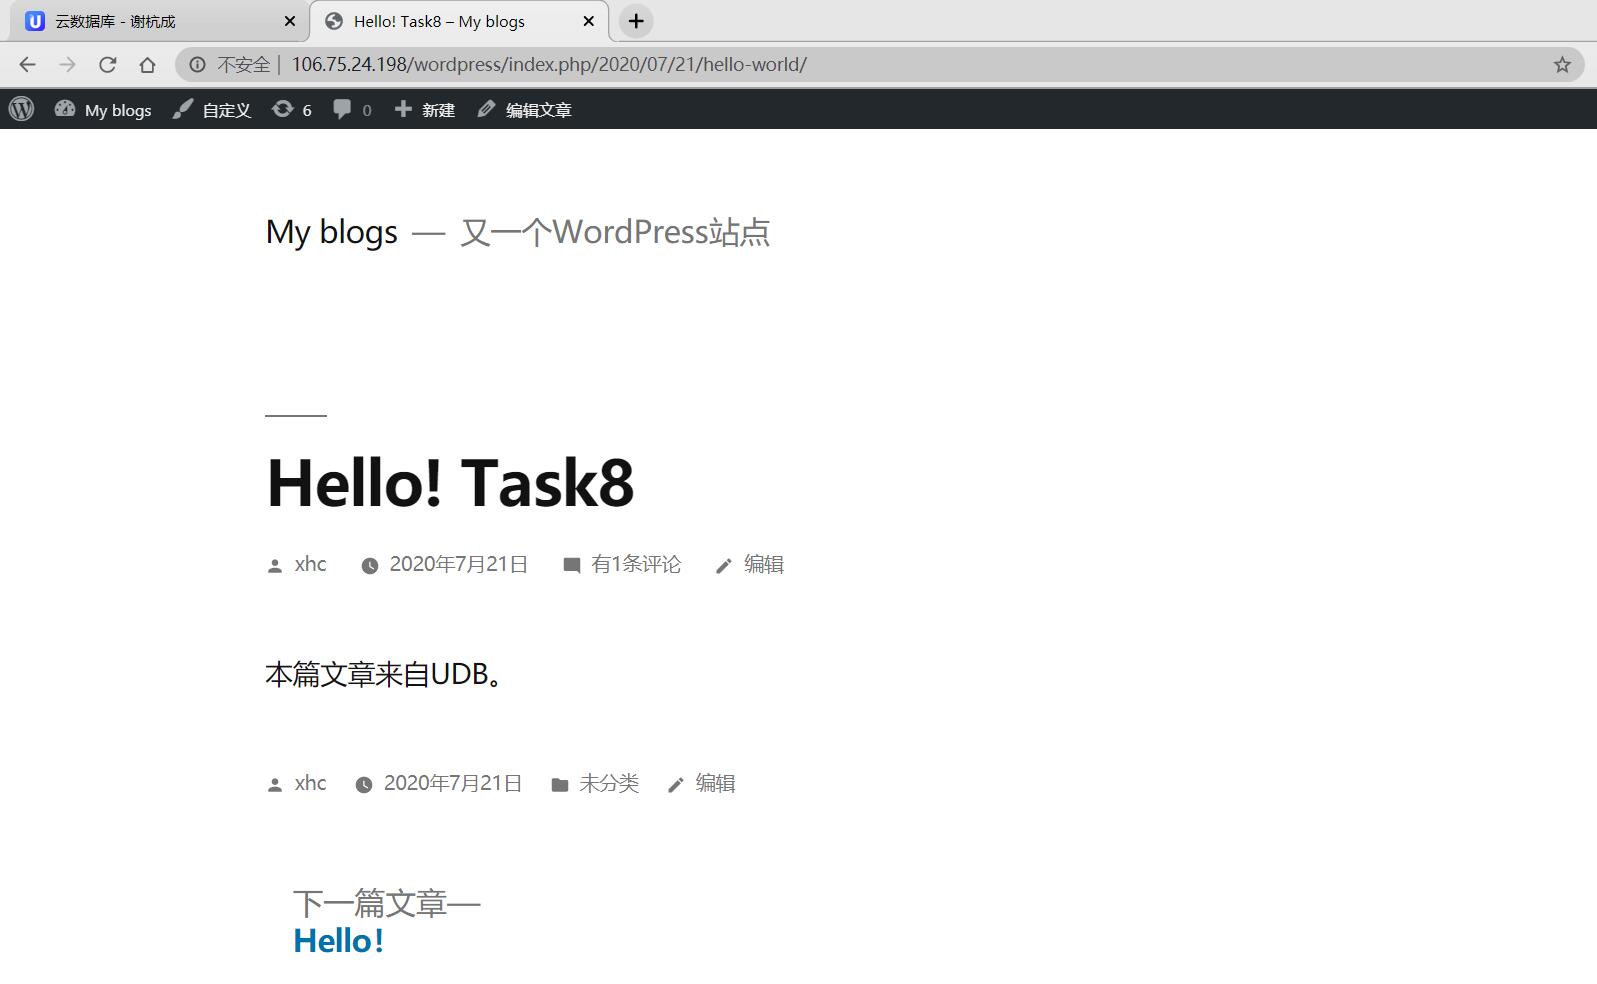 云数据库 - 谢杭成
Hello! Task8 – My blogs
不安全 | 106.75.24.198/wordpress/index.php/2020/07/21/hello-world/
My blogs 自定义 6 0 新建 编辑文章
My blogs — 又一个WordPress站点
Hello! Task8
xhc 2020年7月21日 有1条评论 编辑
本篇文章来自UDB。
xhc 2020年7月21日 未分类 编辑
下一篇文章—
Hello!